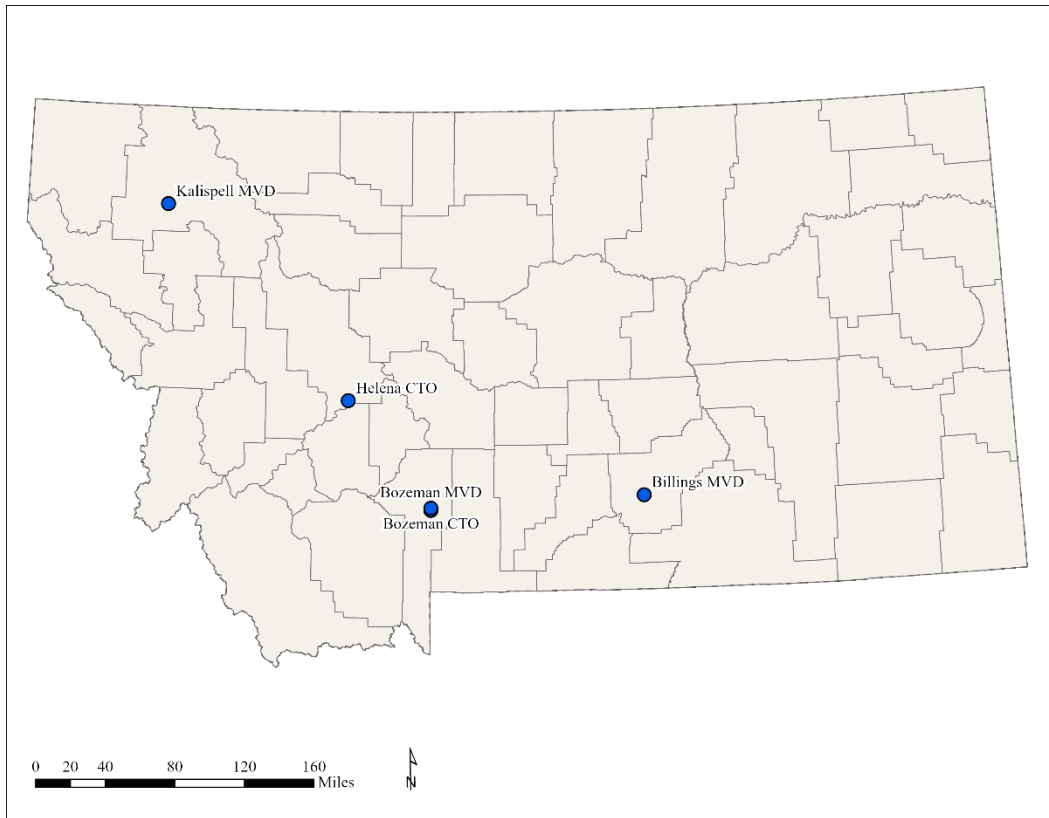 Kalispell MVD
Helena CTO
Billings MVD
Bozeman MVD
Bozeman CTO
0 20 40 80 120 160
Miles
N